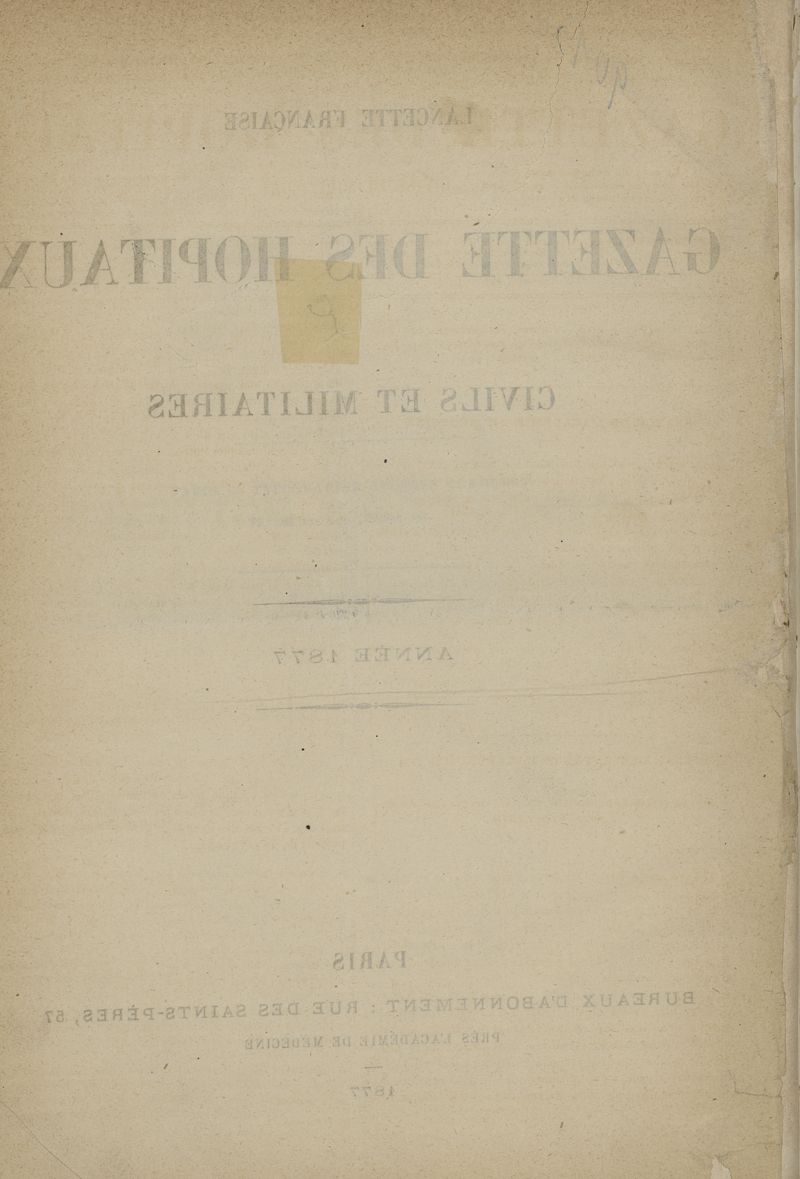 LANCETTE FRANÇAISE
GAZETTE DES HOPITAUX
CIVILS ET MILITAIRES
ANNÉE 1877
PARIS
BUREAUX D'ABONNEMENT : RUE DES SAINTS-PÈRES, 57,
PRÈS L'ACADÉMIE DE MÉDECINE
1877